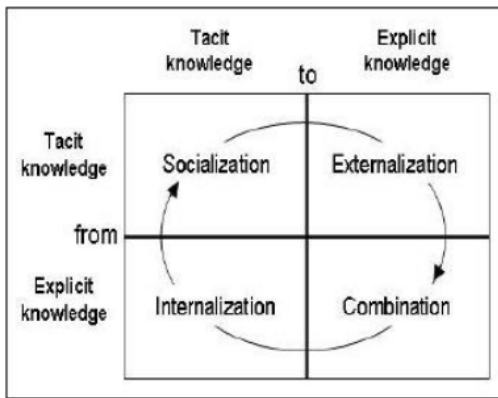 Tacit
knowledge
to
Explicit
knowledge
Tacit
knowledge
Socialization
Externalization
from
Explicit
knowledge
Internalization
Combination